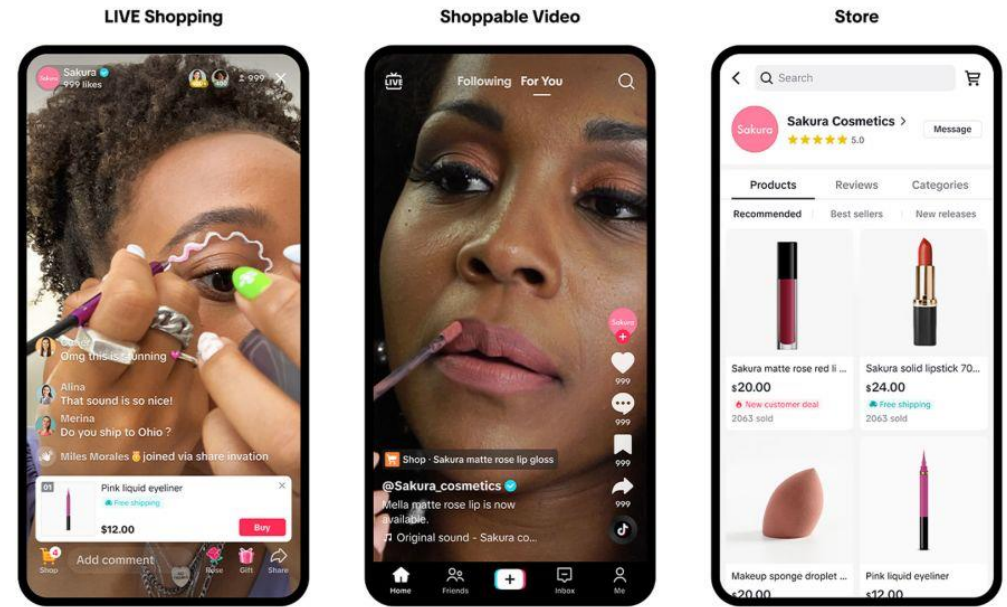 LIVE Shopping
Sakura
999 likes
999
Omg this is stunning
Alina
That sound is so nice!
Merina
Do you ship to Ohio ?
Miles Morales joined via share invation
01
Pink liquid eyeliner
Free shipping
$12.00
Buy
4
Shop
Add comment
Rose
Gift
Share
Shoppable Video
LIVE
Following For You
Sakura
999
999
999
999
Shop · Sakura matte rose lip gloss
@Sakura_cosmetics
Mella matte rose lip is now
available.
Original sound - Sakura co...
Home
Friends
Inbox
Me
Store
Search
Sakura
Sakura Cosmetics >
5.0
Message
Products Reviews Categories
Recommended Best sellers New releases
Sakura matte rose red li ...
$20.00
New customer deal
2063 sold
Sakura solid lipstick 70...
$24.00
Free shipping
2063 sold
Makeup sponge droplet ...
$20.00
Pink liquid eyeliner
$12.00